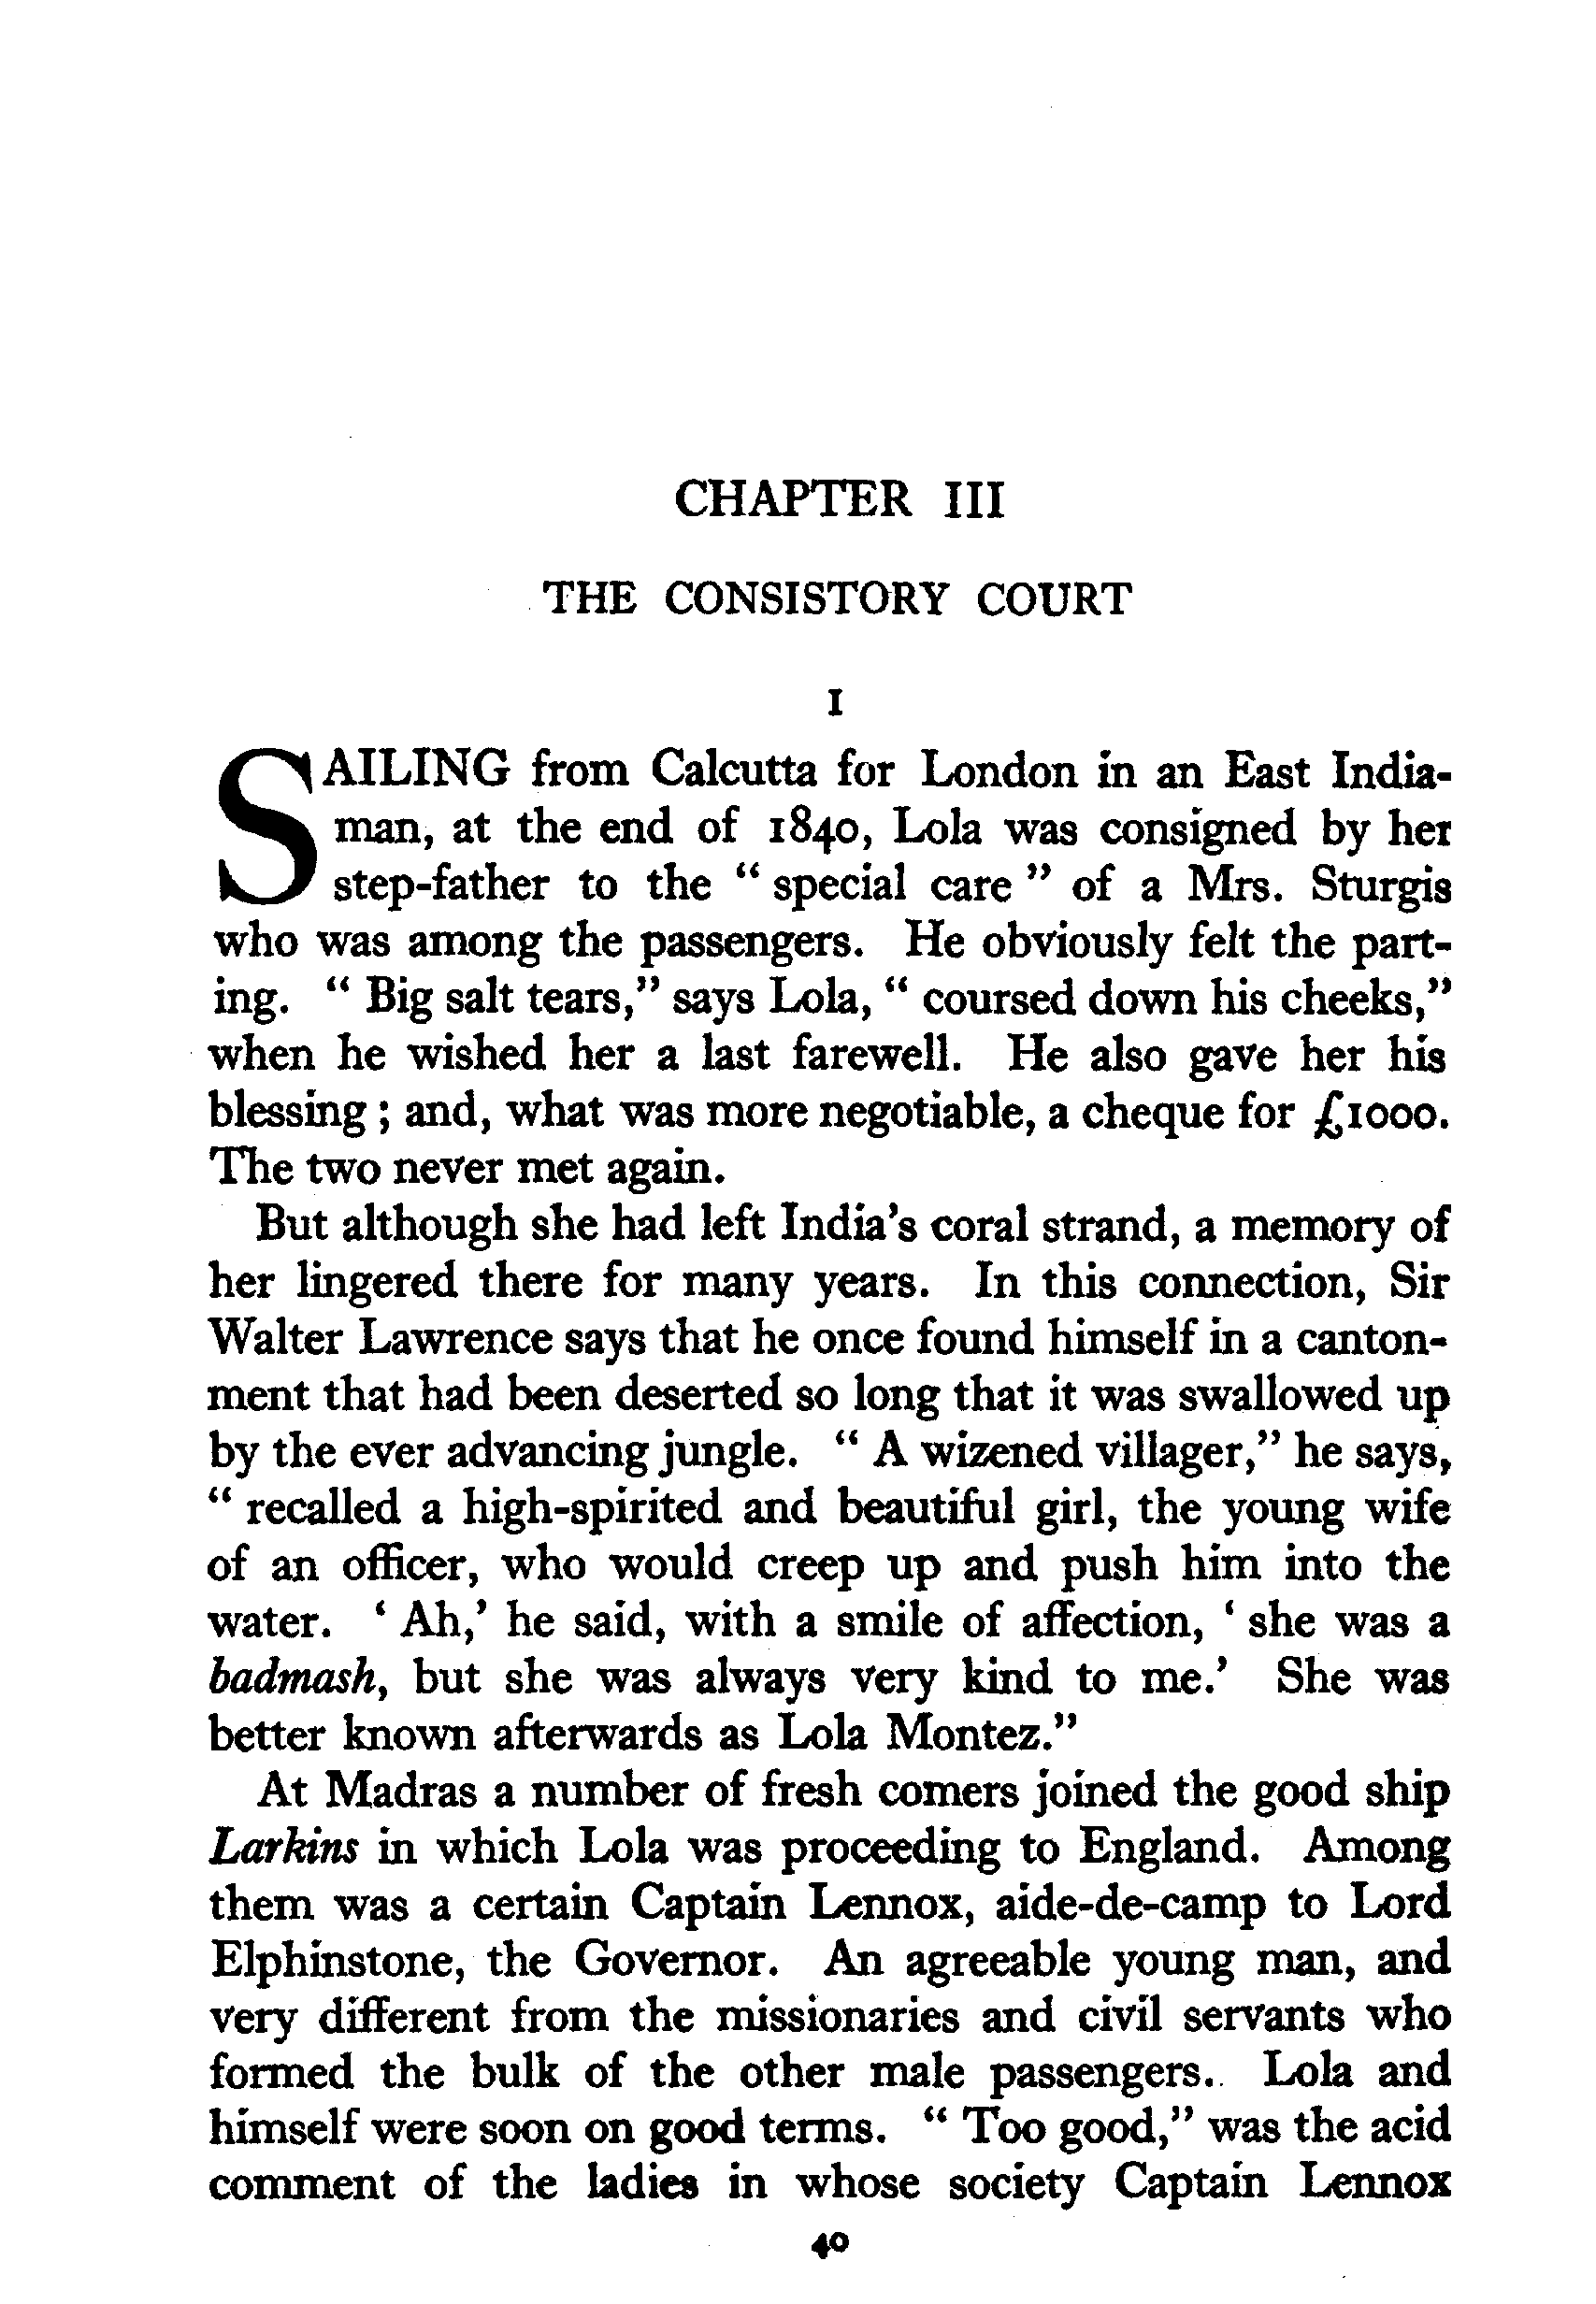 CHAPTER III
THE CONSISTORY COURT
I
SAILING from Calcutta for London in an East India-
man, at the end of 1840, Lola was consigned by her
step-father to the " special care " of a Mrs. Sturgis
who was among the passengers. He obviously felt the part-
ing. " Big salt tears," says Lola, " coursed down his cheeks,"
when he wished her a last farewell. He also gave her his
blessing ; and, what was more negotiable, a cheque for £1000.
The two never met again.
But although she had left India's coral strand, a memory of
her lingered there for many years. In this connection, Sir
Walter Lawrence says that he once found himself in a canton-
ment that had been deserted so long that it was swallowed up
by the ever advancing jungle. " A wizened villager," he says,
" recalled a high-spirited and beautiful girl, the young wife
of an officer, who would creep up and push him into the
water. ' Ah,' he said, with a smile of affection, ' she was a
badmash, but she was always very kind to me.' She was
better known afterwards as Lola Montez."
At Madras a number of fresh comers joined the good ship
Larkins in which Lola was proceeding to England. Among
them was a certain Captain Lennox, aide-de-camp to Lord
Elphinstone, the Governor. An agreeable young man, and
very different from the missionaries and civil servants who
formed the bulk of the other male passengers. Lola and
himself were soon on good terms. " Too good," was the acid
comment of the ladies in whose society Captain Lennox
40